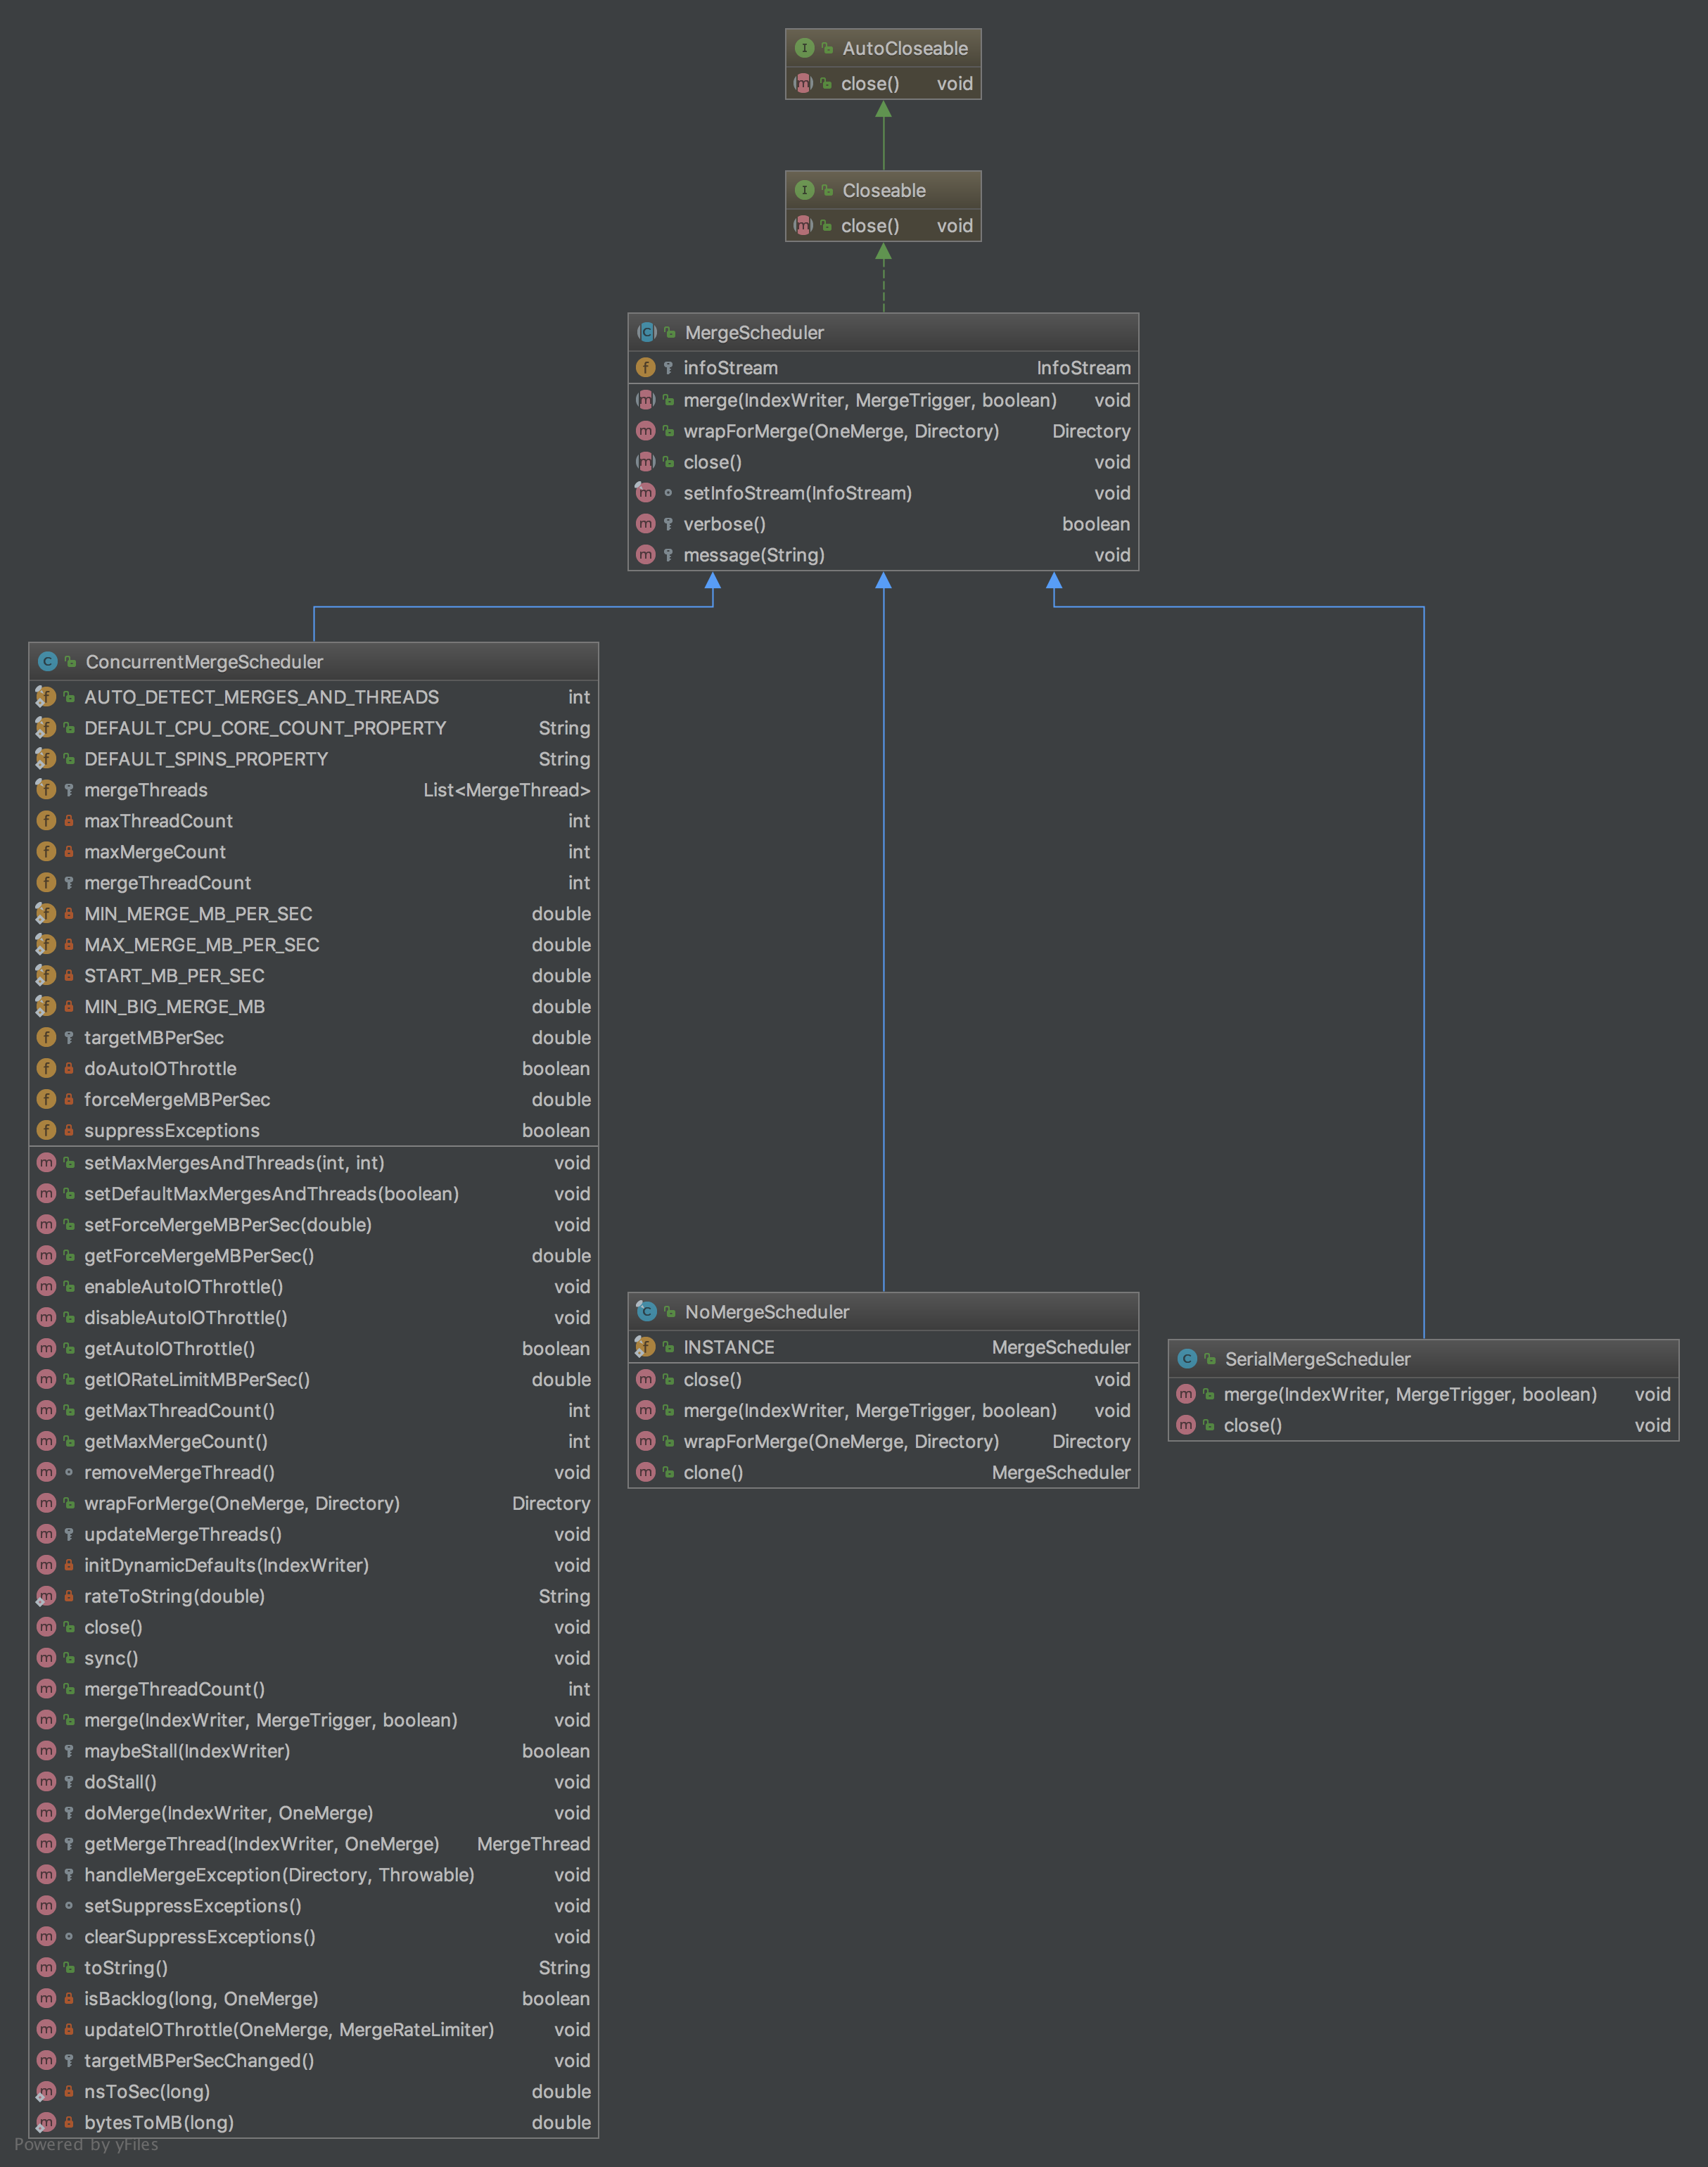 AutoCloseable
close() void
Closeable
close() void
MergeScheduler
infoStream InfoStream
merge(IndexWriter, MergeTrigger, boolean) void
wrapForMerge(OneMerge, Directory) Directory
close() void
setInfoStream(InfoStream) void
verbose() boolean
message(String) void
ConcurrentMergeScheduler
AUTO_DETECT_MERGES_AND_THREADS int
DEFAULT_CPU_CORE_COUNT_PROPERTY String
DEFAULT_SPINS_PROPERTY String
mergeThreads List<MergeThread>
maxThreadCount int
maxMergeCount int
mergeThreadCount int
MIN_MERGE_MB_PER_SEC double
MAX_MERGE_MB_PER_SEC double
START_MB_PER_SEC double
MIN_BIG_MERGE_MB double
targetMBPerSec double
doAutoIOThrottle boolean
forceMergeMBPerSec double
suppressExceptions boolean
setMaxMergesAndThreads(int, int) void
setDefaultMaxMergesAndThreads(boolean) void
setForceMergeMBPerSec(double) void
getForceMergeMBPerSec() double
enableAutoIOThrottle() void
disableAutoIOThrottle() void
getAutoIOThrottle() boolean
getIORateLimitMBPerSec() double
getMaxThreadCount() int
getMaxMergeCount() int
removeMergeThread() void
wrapForMerge(OneMerge, Directory) Directory
updateMergeThreads() void
initDynamicDefaults(IndexWriter) void
rateToString(double) String
close() void
sync() void
mergeThreadCount() int
merge(IndexWriter, MergeTrigger, boolean) void
maybeStall(IndexWriter) boolean
doStall() void
doMerge(IndexWriter, OneMerge) void
getMergeThread(IndexWriter, OneMerge) MergeThread
handleMergeException(Directory, Throwable) void
setSuppressExceptions() void
clearSuppressExceptions() void
toString() String
isBacklog(long, OneMerge) boolean
updateIOThrottle(OneMerge, MergeRateLimiter) void
targetMBPerSecChanged() void
nsToSec(long) double
bytesToMB(long) double
NoMergeScheduler
INSTANCE MergeScheduler
close() void
merge(IndexWriter, MergeTrigger, boolean) void
wrapForMerge(OneMerge, Directory) Directory
clone() MergeScheduler
SerialMergeScheduler
merge(IndexWriter, MergeTrigger, boolean) void
close() void
Powered by yFiles